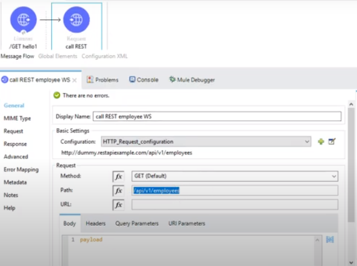 Listener
Request
/GET hello1
call REST
Message Flow Global Elements Configuration XML
call REST employee WS Problems Console Mule Debugger
There are no errors.
General
Display Name: call REST employee WS
MIME Type
Basic Settings
Request
Configuration: HTTP_Request_configuration
Response
http://dummy.restapiexample.com/api/v1/employees
Advanced
Request
Error Mapping
Method: fx GET (Default)
Metadata
Path: fx /api/v1/employees
Notes
URL: fx
Help
Body Headers Query Parameters URI Parameters
1 payload